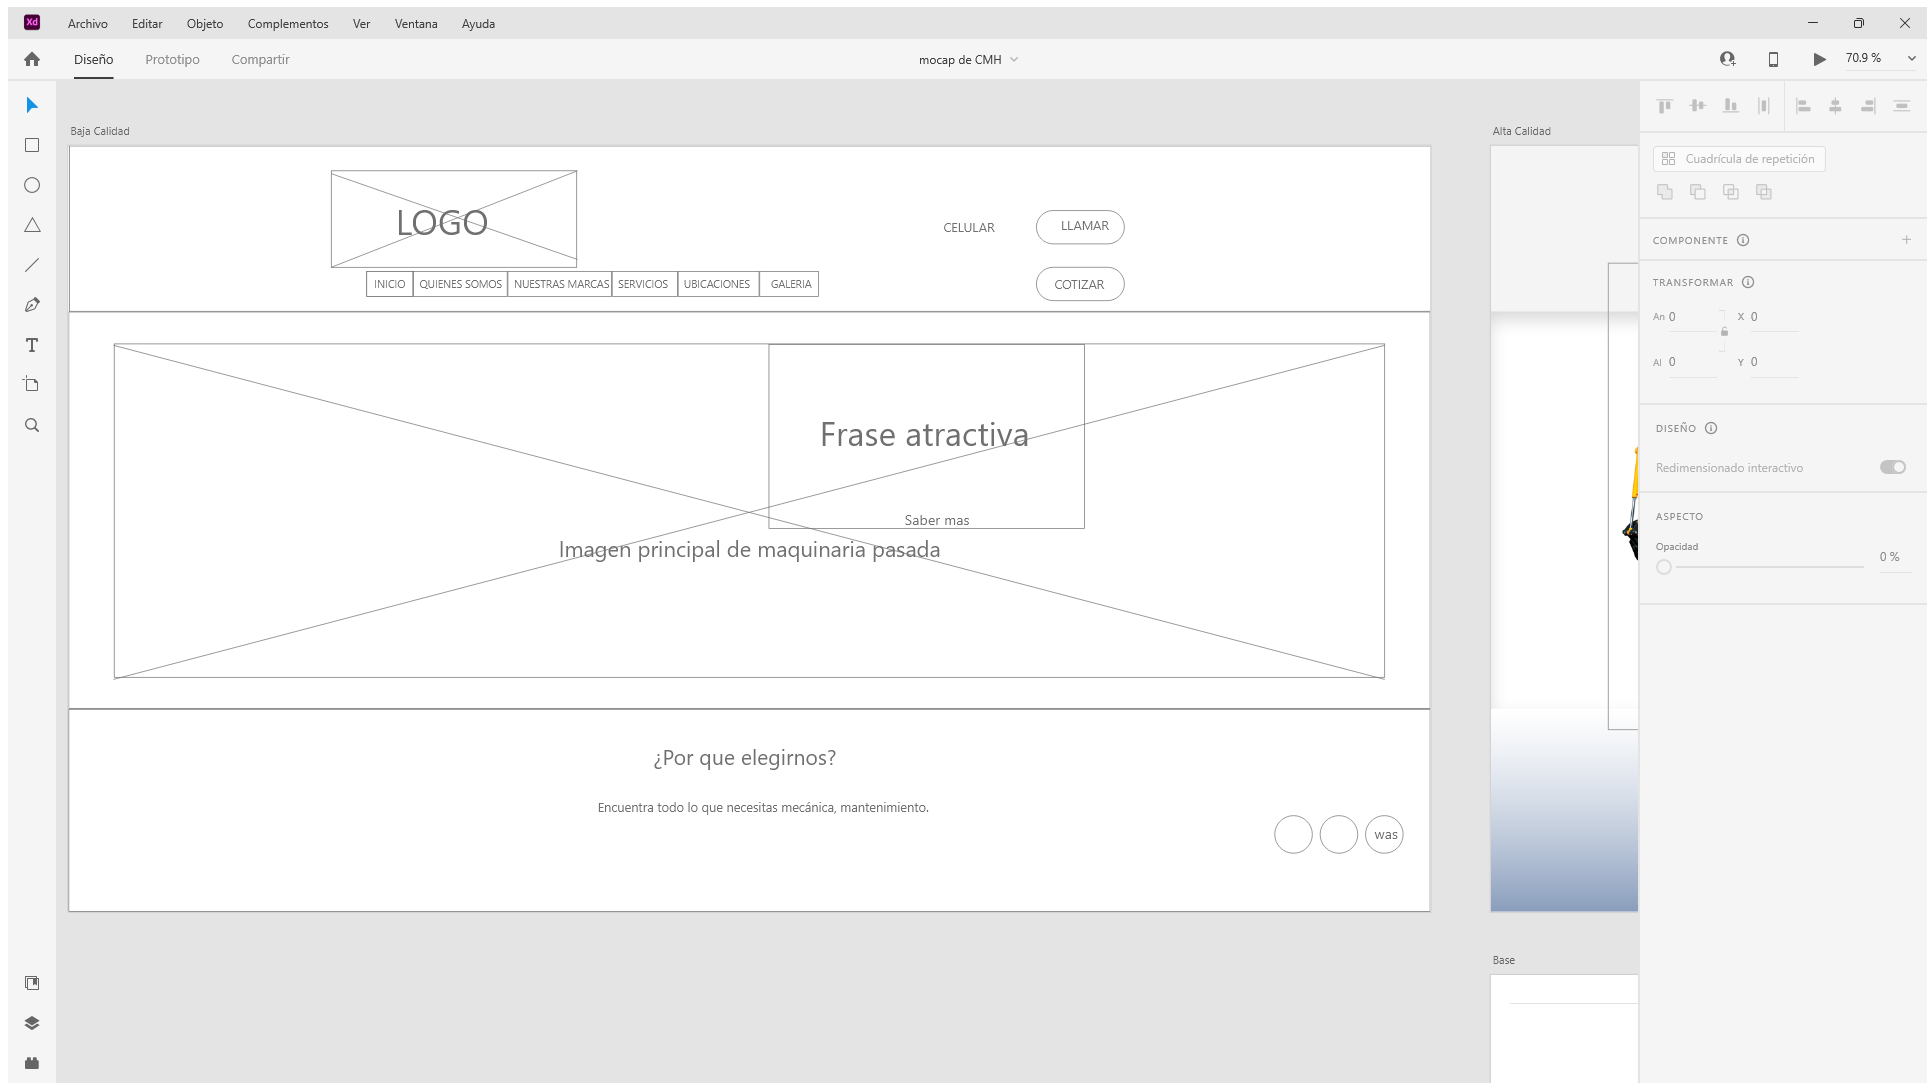 Xd Archivo Editar Objeto Complementos Ver Ventana Ayuda
Diseño Prototipo Compartir mocap de CMH 70.9 %
Baja Calidad
LOGO
CELULAR
LLAMAR
INICIO QUIENES SOMOS NUESTRAS MARCAS SERVICIOS UBICACIONES GALERIA
COTIZAR
Frase atractiva
Saber mas
Imagen principal de maquinaria pasada
¿Por que elegirnos?
Encuentra todo lo que necesitas mecánica, mantenimiento.
was
Alta Calidad
Base
Cuadrícula de repetición
COMPONENTE
TRANSFORMAR
An 0 X 0
Al 0 Y 0
DISEÑO
Redimensionado interactivo
ASPECTO
Opacidad
0 %